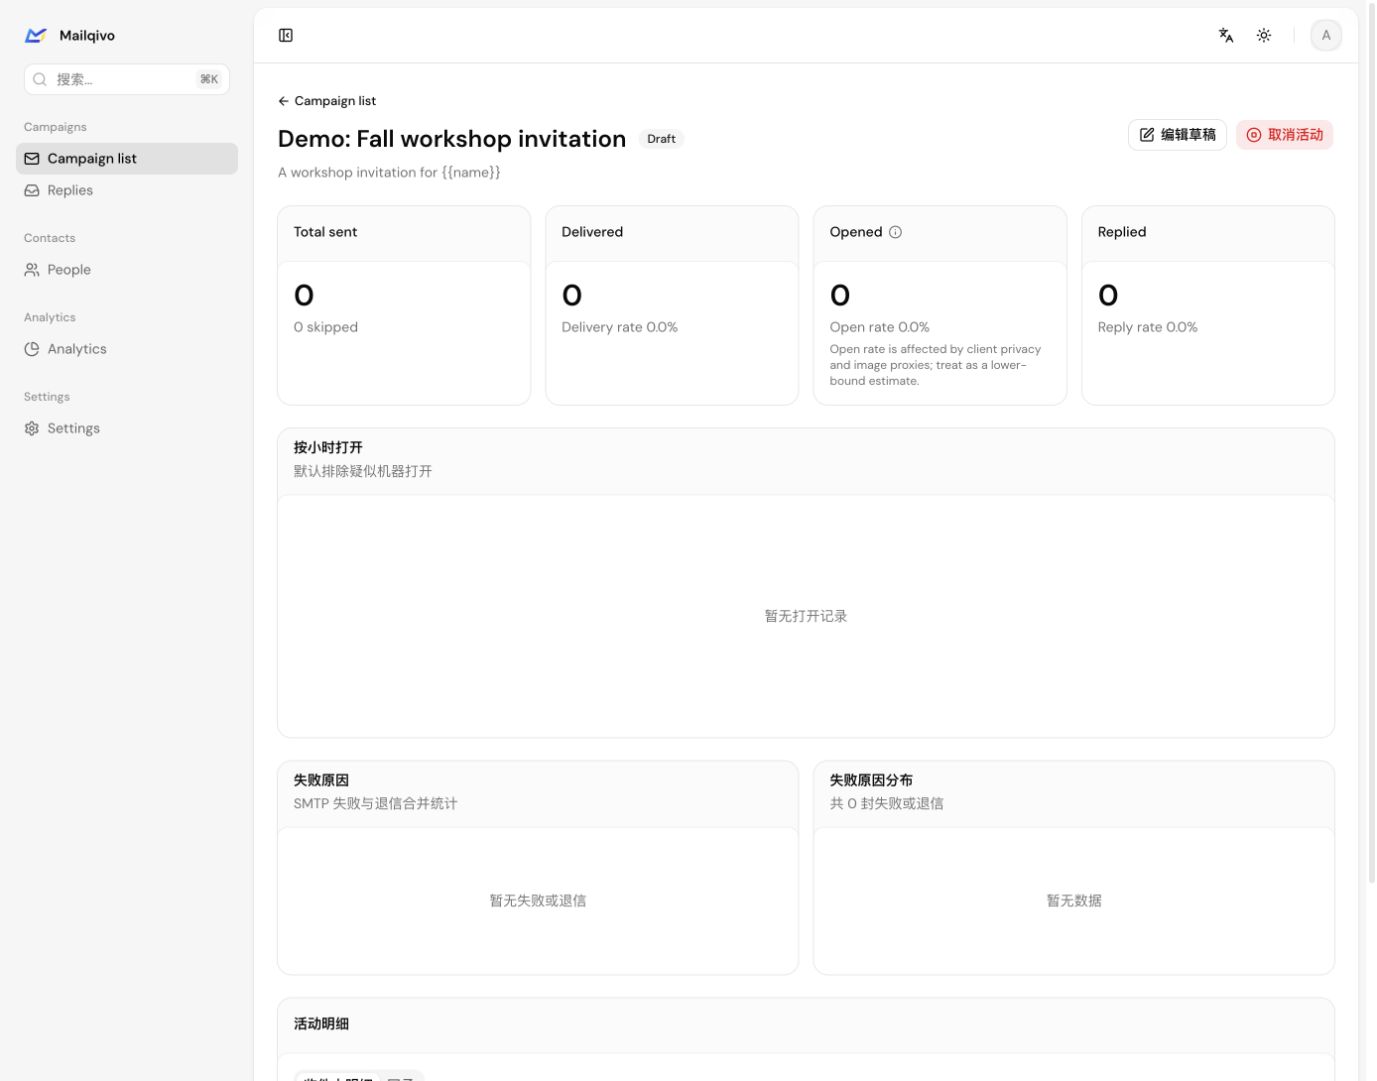 Mailqivo
搜索...
⌘K
Campaigns
Campaign list
Replies
Contacts
People
Analytics
Analytics
Settings
Settings
A
Campaign list
Demo: Fall workshop invitation
Draft
A workshop invitation for {{name}}
编辑草稿
取消活动
Total sent
0
0 skipped
Delivered
0
Delivery rate 0.0%
Opened
0
Open rate 0.0%
Open rate is affected by client privacy
and image proxies; treat as a lower-
bound estimate.
Replied
0
Reply rate 0.0%
按小时打开
默认排除疑似机器打开
暂无打开记录
失败原因
SMTP 失败与退信合并统计
暂无失败或退信
失败原因分布
共 0 封失败或退信
暂无数据
活动明细